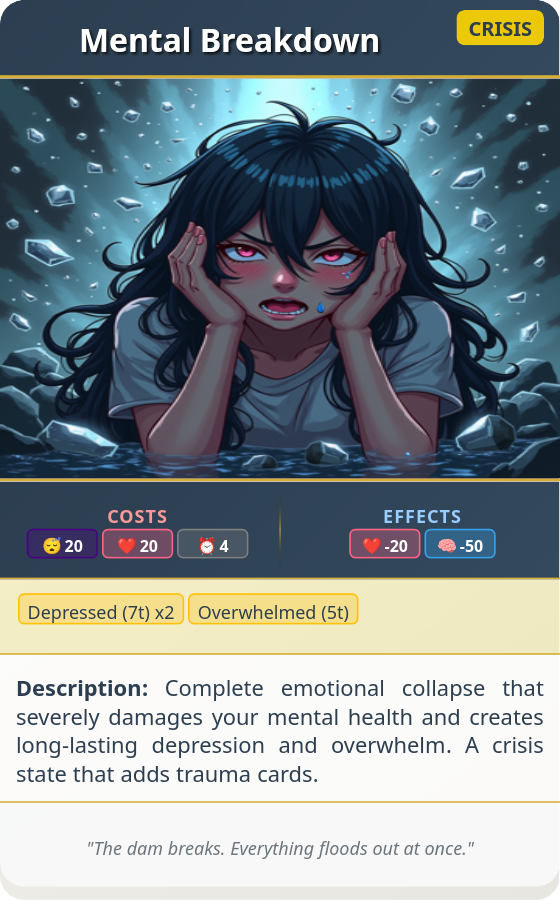 Mental Breakdown
CRISIS
COSTS
😴 20 ❤️ 20 ⏰ 4
EFFECTS
❤️ -20 🧠 -50
Depressed (7t) x2 Overwhelmed (5t)
Description: Complete emotional collapse that
severely damages your mental health and creates
long-lasting depression and overwhelm. A crisis
state that adds trauma cards.
"The dam breaks. Everything floods out at once."